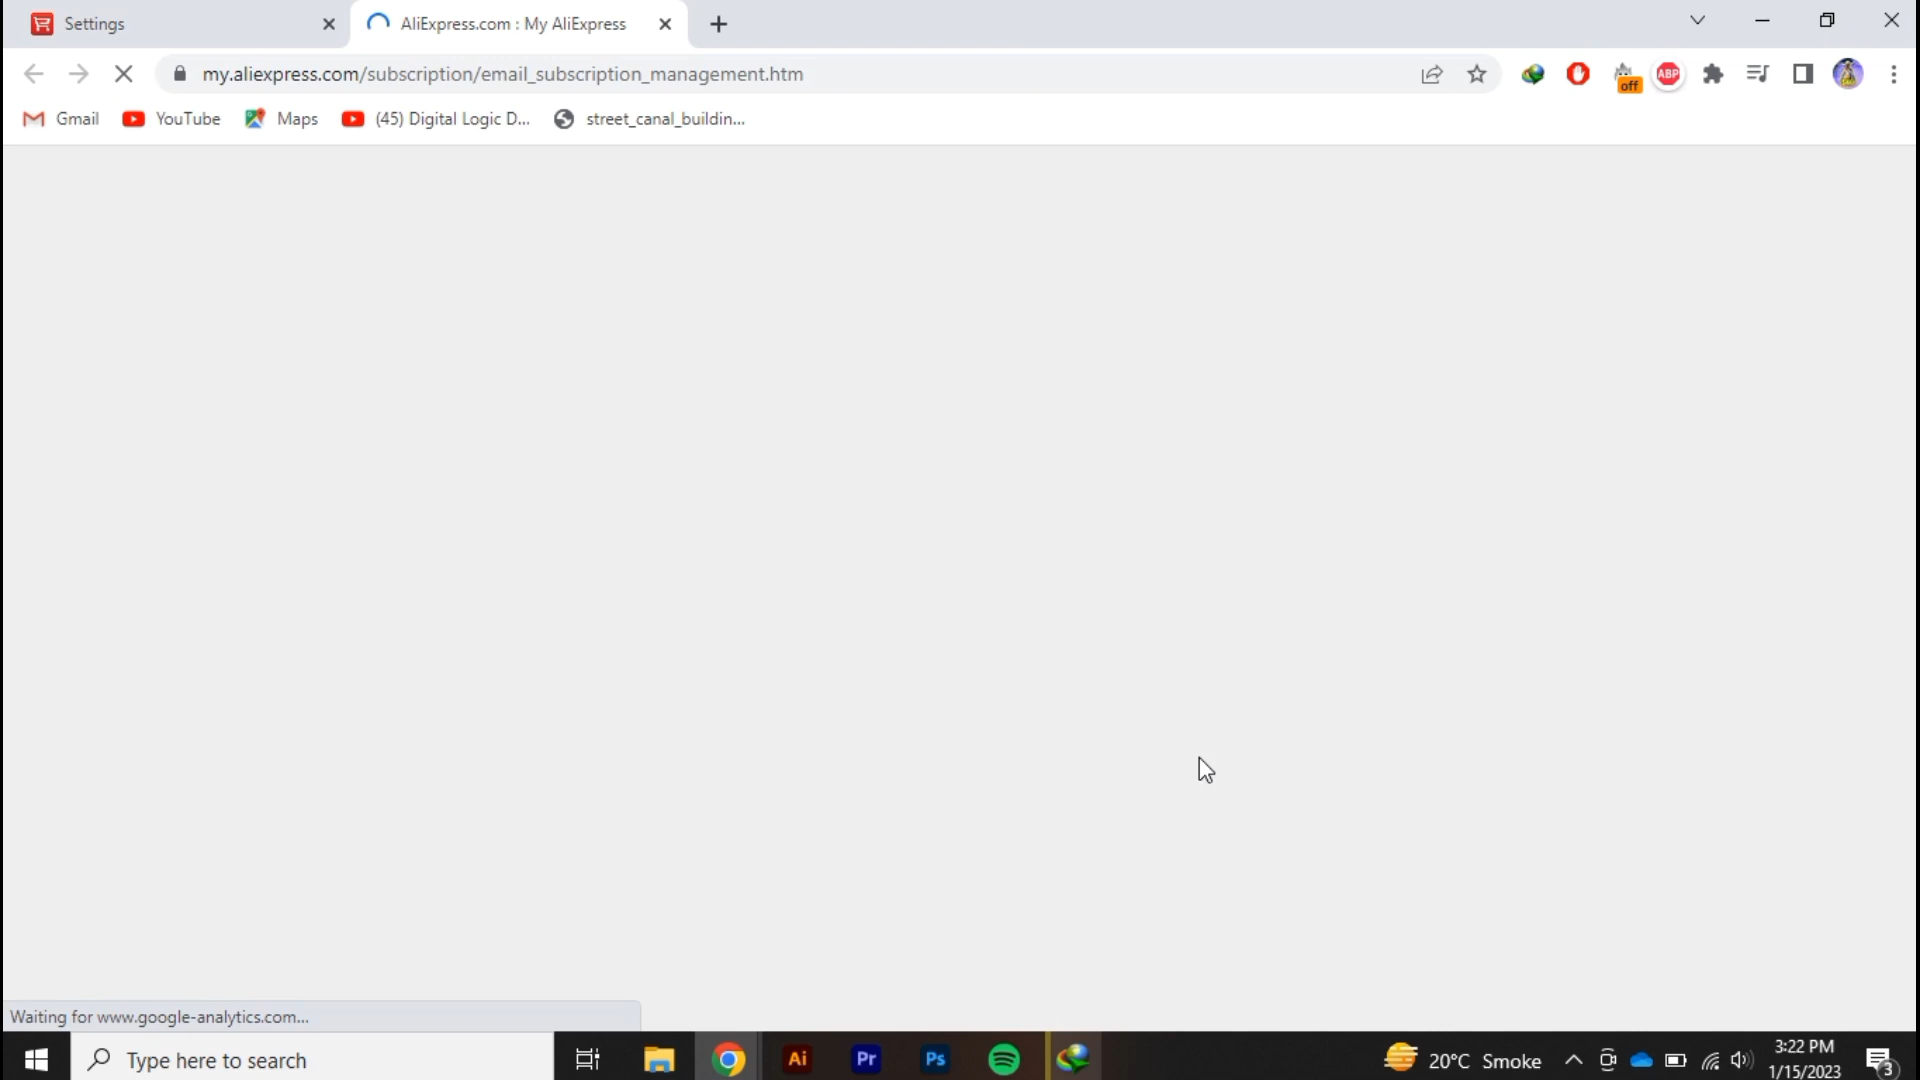 Settings
AliExpress.com : My AliExpress
my.aliexpress.com/subscription/email_subscription_management.htm
off
ABP
Gmail
YouTube
Maps
(45) Digital Logic D...
street_canal_buildin...
Waiting for www.google-analytics.com...
Type here to search
Ai
Pr
Ps
20°C Smoke
3:22 PM
1/15/2023
3